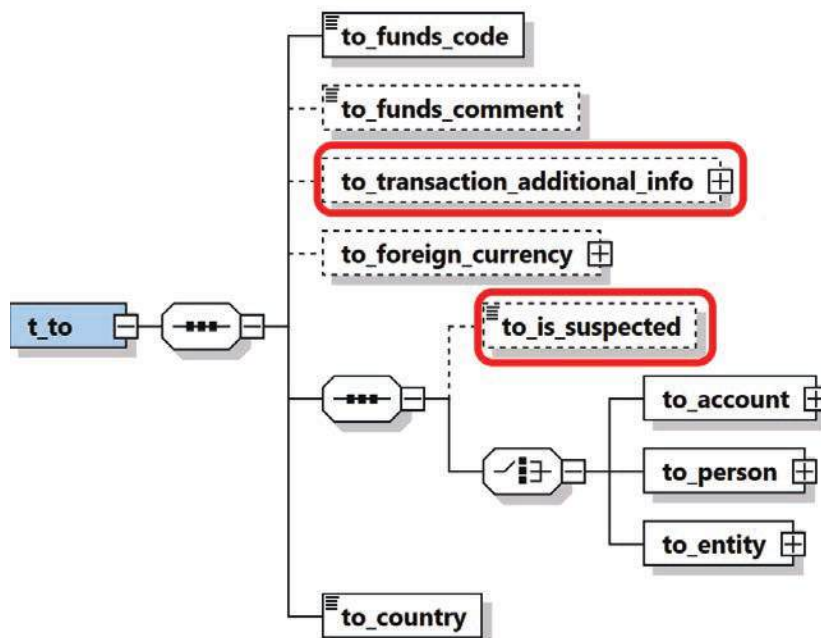 to_funds_code
to_funds_comment
to_transaction_additional_info
to_foreign_currency
to_is_suspected
t_to
to_account
to_person
to_entity
to_country